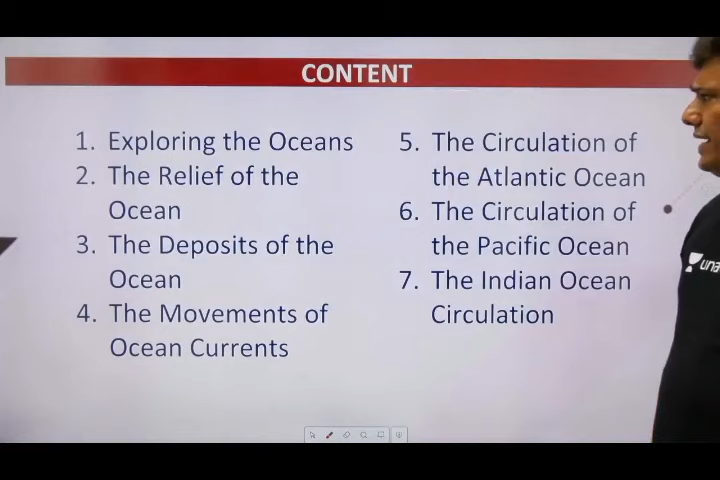 CONTENT
1. Exploring the Oceans
2. The Relief of the
Ocean
3. The Deposits of the
Ocean
4. The Movements of
Ocean Currents
5. The Circulation of
the Atlantic Ocean
6. The Circulation of
the Pacific Ocean
7. The Indian Ocean
Circulation
una